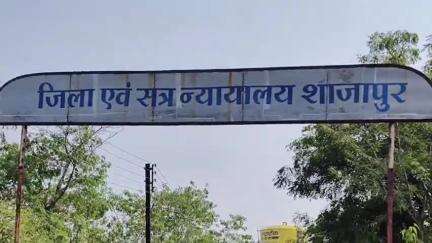 जिला एवं सत्र न्यायालय शाजापुर